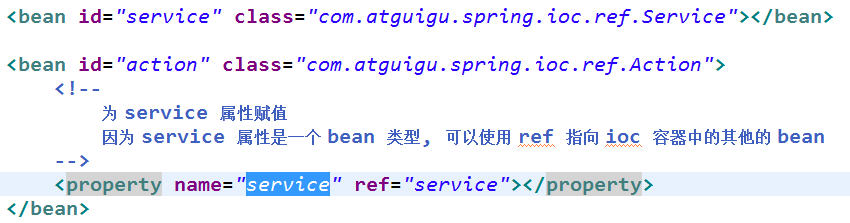 <bean id="service" class="com.atguigu.spring.ioc.ref.Service"></bean>
<bean id="action" class="com.atguigu.spring.ioc.ref.Action">
<!--
为 service 属性赋值
因为 service 属性是一个 bean 类型, 可以使用 ref 指向 ioc 容器中的其他的 bean
-->
<property name="service" ref="service"></property>
</bean>